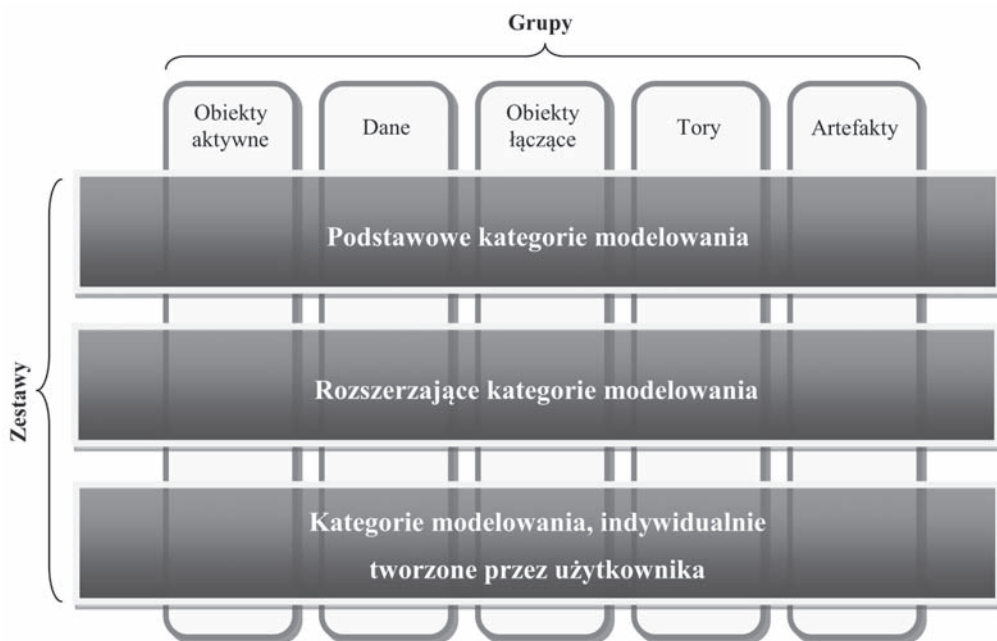 Grupy
Obiekty
aktywne
Dane
Obiekty
łączące
Tory
Artefakty
Zestawy
Podstawowe kategorie modelowania
Rozszerzające kategorie modelowania
Kategorie modelowania, indywidualnie
tworzone przez użytkownika